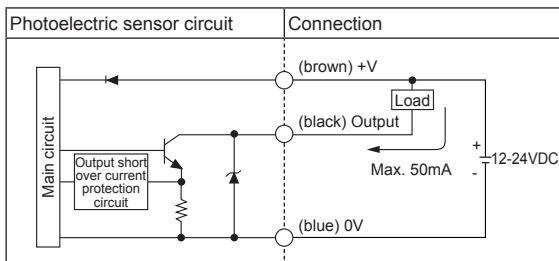 Photoelectric sensor circuit
Connection
(brown) +V
Load
(black) Output
Main circuit
Output short
over current
protection
circuit
Max. 50mA
+
12-24VDC
-
(blue) 0V